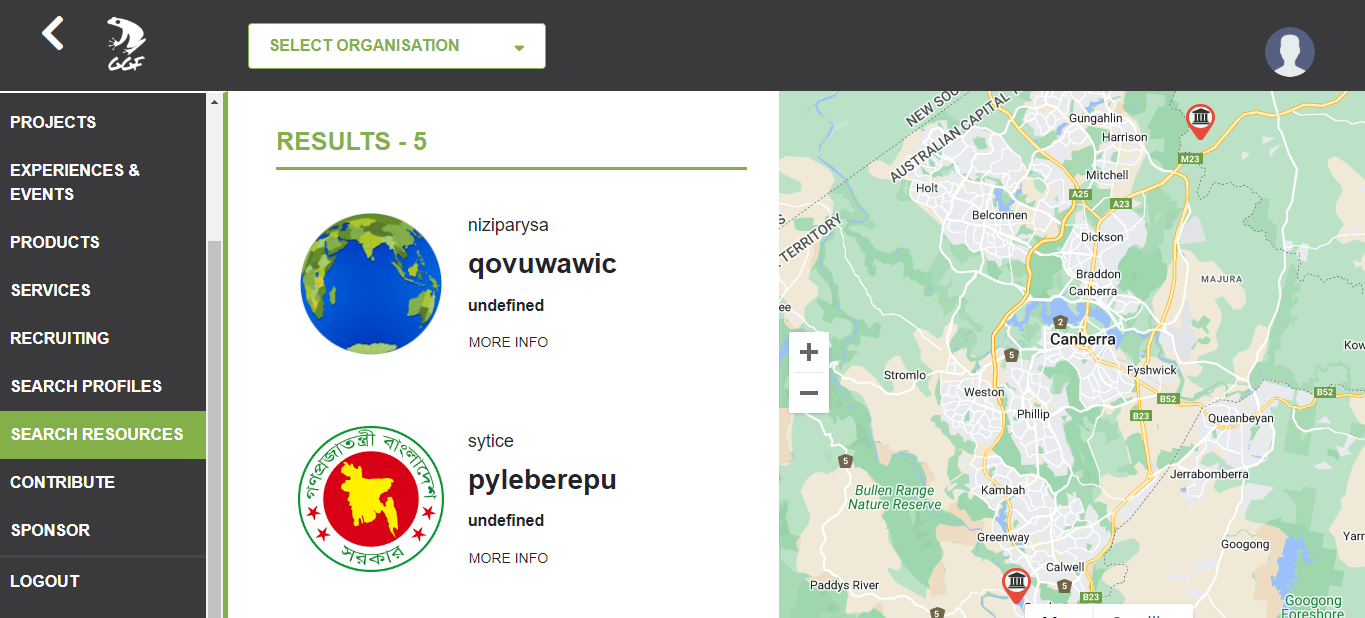 GGF
SELECT ORGANISATION
PROJECTS
EXPERIENCES &
EVENTS
PRODUCTS
SERVICES
RECRUITING
SEARCH PROFILES
SEARCH RESOURCES
CONTRIBUTE
SPONSOR
LOGOUT
RESULTS - 5
niziparysa
qovuwawic
undefined
MORE INFO
গণপ্রজাতন্ত্রী বাংলাদেশ
সরকার
sytice
pyleberepu
undefined
MORE INFO
NEW SOU
AUSTRALIAN CAPITAL T
TERRITORY
Gungahlin
Harrison
M23
Mitchell
Holt
A25
A23
Belconnen
Dickson
Braddon
Canberra
MAJURA
ee
2
Canberra
5
Kow
Fyshwick
Stromlo
Weston
B52
B52
Phillip
B23
Queanbeyan
5
Jerrabomberra
Kambah
Bullen Range
Nature Reserve
Greenway
Googong
Yarr
Calwell
Paddys River
5
B23
Googong
Foreshore
5